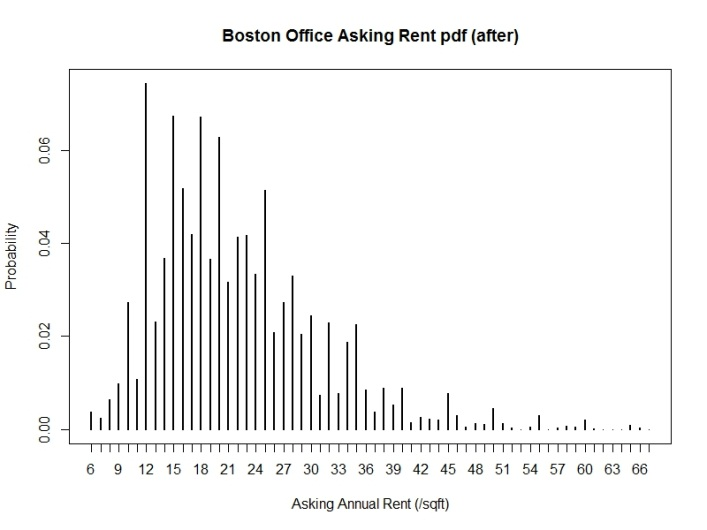 Boston Office Asking Rent pdf (after)
Probability
0.06
0.04
0.02
0.00
6 9 12 15 18 21 24 27 30 33 36 39 42 45 48 51 54 57 60 63 66
Asking Annual Rent (/sqft)